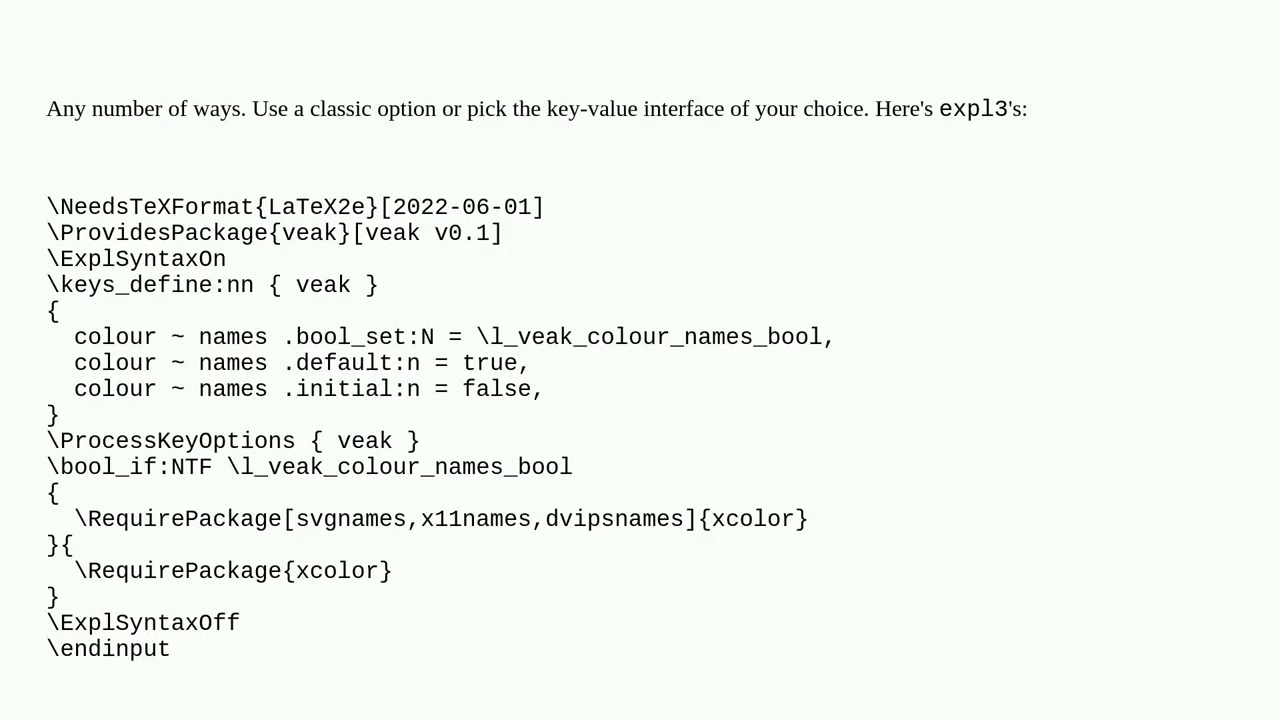 Any number of ways. Use a classic option or pick the key-value interface of your choice. Here's expl3's:
\NeedsTeXFormat{LaTeX2e}[2022-06-01]
\ProvidesPackage{veak}[veak v0.1]
\ExplSyntaxOn
\keys_define:nn { veak }
{
  colour ~ names .bool_set:N = \l_veak_colour_names_bool,
  colour ~ names .default:n = true,
  colour ~ names .initial:n = false,
}
\ProcessKeyOptions { veak }
\bool_if:NTF \l_veak_colour_names_bool
{
  \RequirePackage[svgnames,x11names,dvipsnames]{xcolor}
}{
  \RequirePackage{xcolor}
}
\ExplSyntaxOff
\endinput